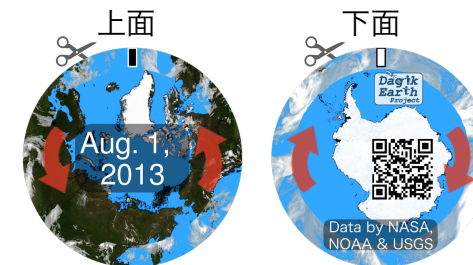 上面
下面
Aug. 1,
2013
Dagik
Earth
Project
Data by NASA,
NOAA & USGS